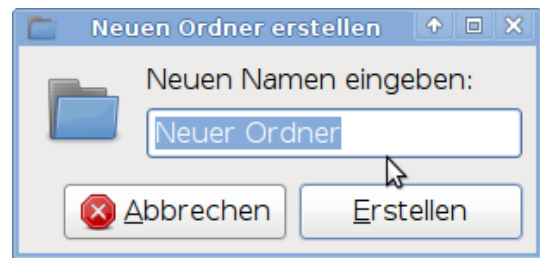 Neuen Ordner erstellen
Neuen Namen eingeben:
Neuer Ordner
Abbrechen Erstellen